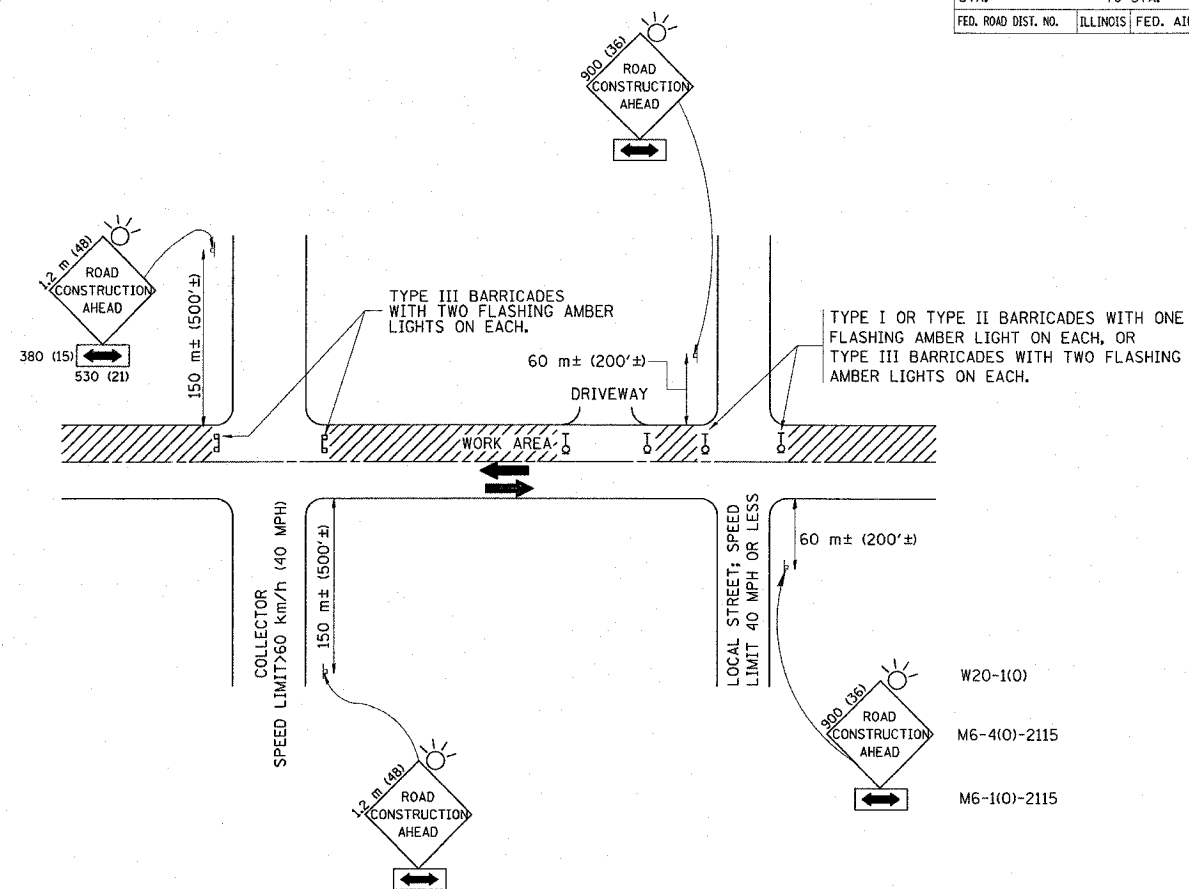 FED. ROAD DIST. NO. ILLINOIS FED. AI
900 (36)
ROAD
CONSTRUCTION
AHEAD
1.2 m (48)
ROAD
CONSTRUCTION
AHEAD
380 (15)
530 (21)
150 m± (500'±)
TYPE III BARRICADES
WITH TWO FLASHING AMBER
LIGHTS ON EACH.
60 m± (200'±)
DRIVEWAY
TYPE I OR TYPE II BARRICADES WITH ONE
FLASHING AMBER LIGHT ON EACH, OR
TYPE III BARRICADES WITH TWO FLASHING
AMBER LIGHTS ON EACH.
WORK AREA
COLLECTOR
SPEED LIMIT>60 km/h (40 MPH)
150 m± (500'±)
LOCAL STREET; SPEED
LIMIT 40 MPH OR LESS
60 m± (200'±)
1.2 m (48)
ROAD
CONSTRUCTION
AHEAD
900 (36)
ROAD
CONSTRUCTION
AHEAD
W20-1(O)
M6-4(O)-2115
M6-1(O)-2115